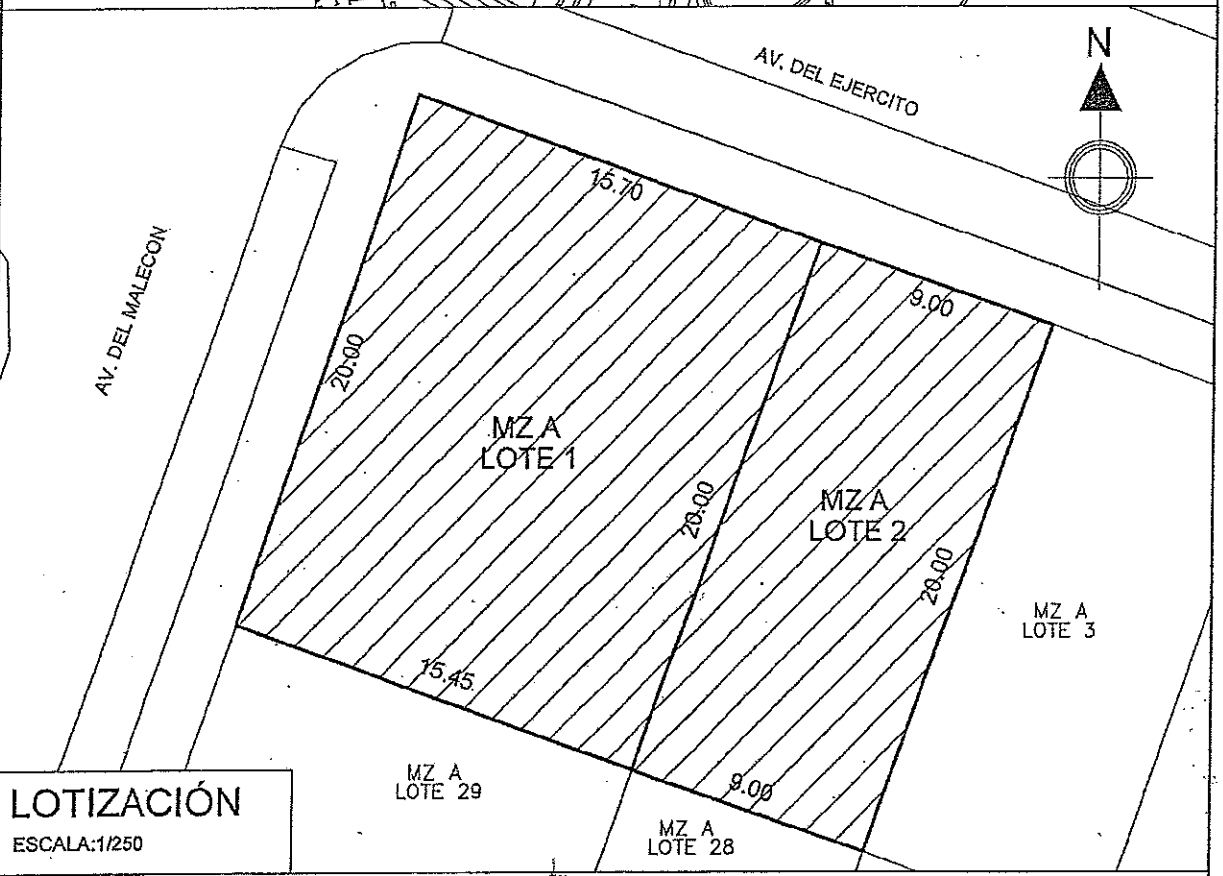 AV. DEL EJERCITO
N
15.70
9.00
AV. DEL MALECON
20.00
MZ A
LOTE 1
20.00
MZ A
LOTE 2
20.00
MZ A
LOTE 3
15.45
9.00
MZ A
LOTE 29
MZ A
LOTE 28
LOTIZACIÓN
ESCALA:1/250